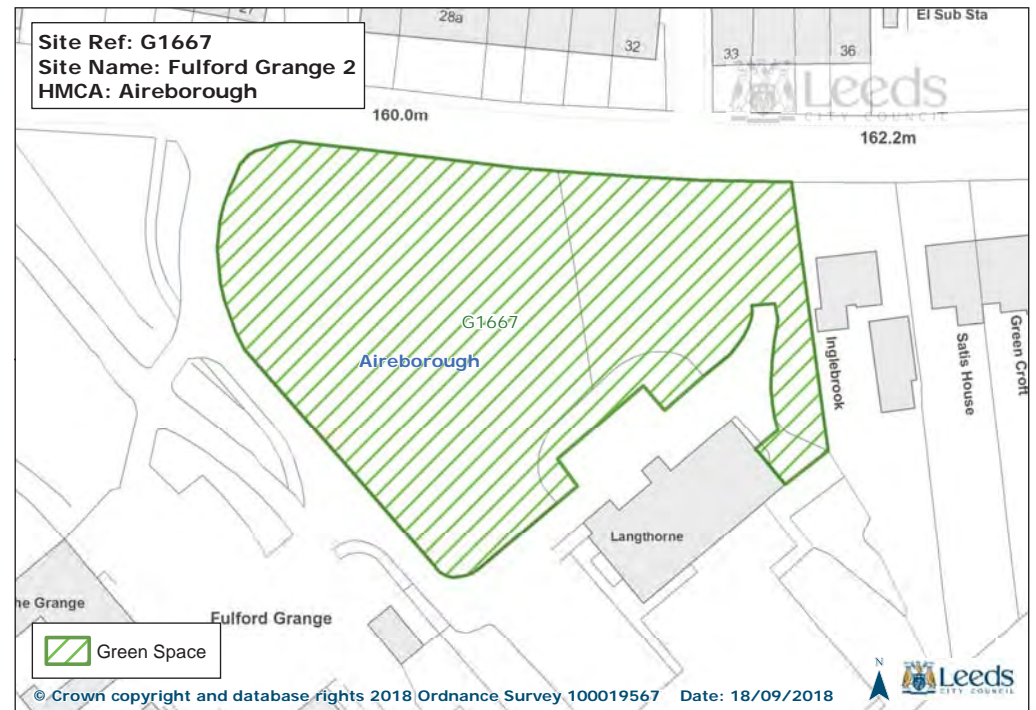 Site Ref: G1667
Site Name: Fulford Grange 2
HMCA: Aireborough
28a
32
33
36
El Sub Sta
Leeds
CITY COUNCIL
160.0m
162.2m
G1667
Aireborough
Inglebrook
Satis House
Green Croft
Langthorne
he Grange
Fulford Grange
Green Space
N
Leeds
CITY COUNCIL
© Crown copyright and database rights 2018 Ordnance Survey 100019567 Date: 18/09/2018